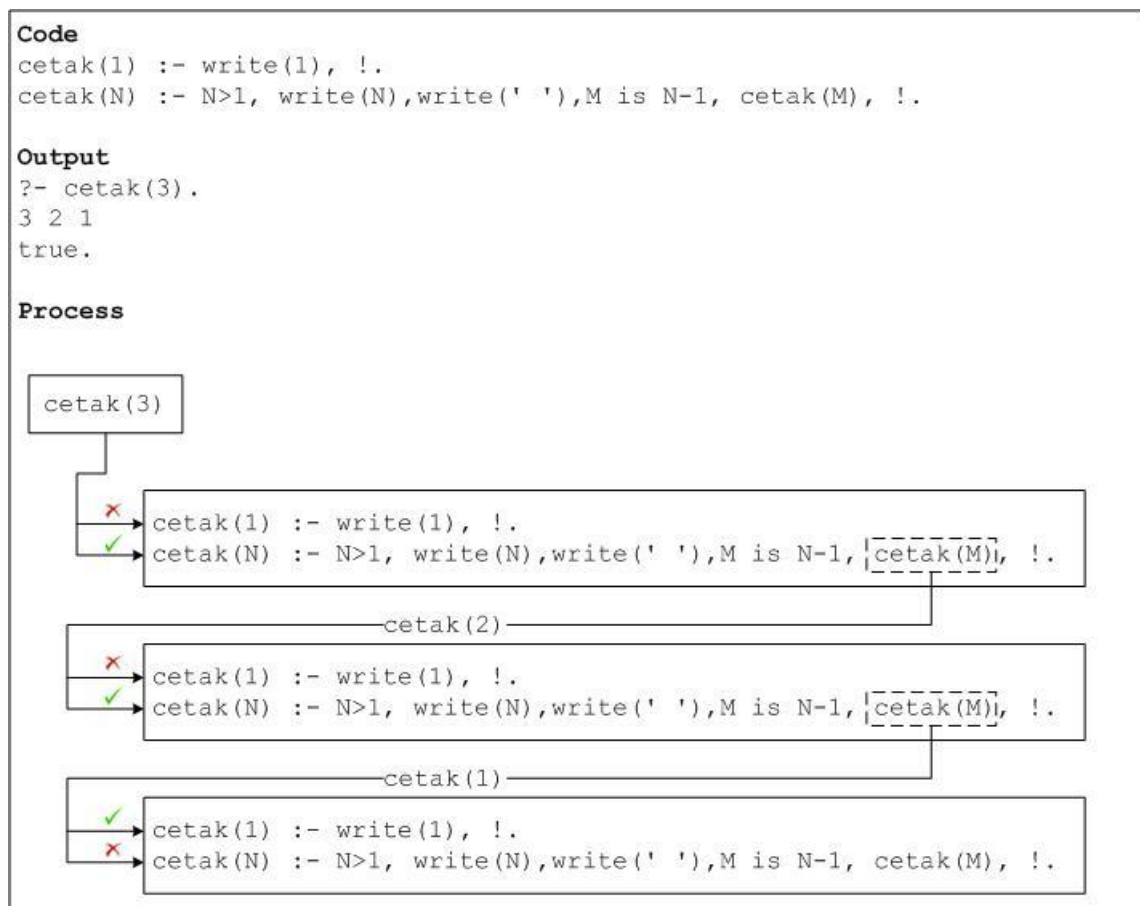 Code
cetak(1) :- write(1), !.
cetak(N) :- N>1, write(N),write(' '),M is N-1, cetak(M), !.
Output
?- cetak(3).
3 2 1
true.
Process
cetak(3)
cetak(1) :- write(1), !.
cetak(N) :- N>1, write(N),write(' '),M is N-1, cetak(M), !.
cetak(2)
cetak(1) :- write(1), !.
cetak(N) :- N>1, write(N),write(' '),M is N-1, cetak(M), !.
cetak(1)
cetak(1) :- write(1), !.
cetak(N) :- N>1, write(N),write(' '),M is N-1, cetak(M), !.